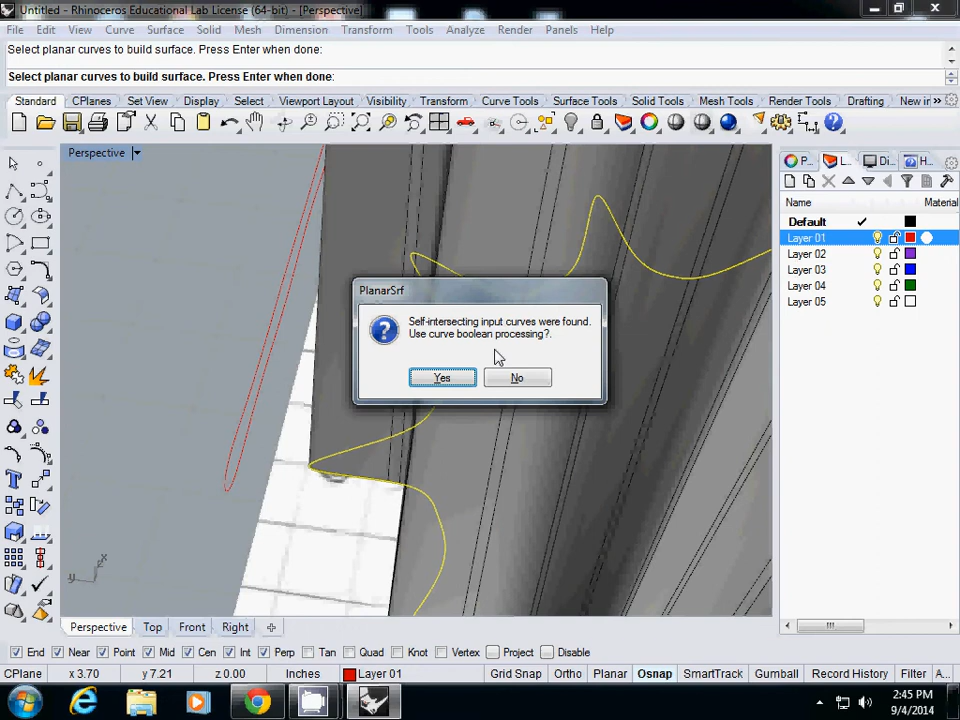 Untitled - Rhinoceros Educational Lab License (64-bit) - [Perspective]
File Edit View Curve Surface Solid Mesh Dimension Transform Tools Analyze Render Panels Help
Select planar curves to build surface. Press Enter when done:
Select planar curves to build surface. Press Enter when done:
Standard CPlanes Set View Display Select Viewport Layout Visibility Transform Curve Tools Surface Tools Solid Tools Mesh Tools Render Tools Drafting New in »
Perspective
P... L... Di... H...
Name Material
Default
Layer 01
Layer 02
Layer 03
Layer 04
Layer 05
PlanarSrf
Self-intersecting input curves were found.
Use curve boolean processing?.
Yes No
y x
Perspective Top Front Right
End Near Point Mid Cen Int Perp Tan Quad Knot Vertex Project Disable
CPlane x 3.70 y 7.21 z 0.00 Inches Layer 01 Grid Snap Ortho Planar Osnap SmartTrack Gumball Record History Filter A...
2:45 PM
9/4/2014